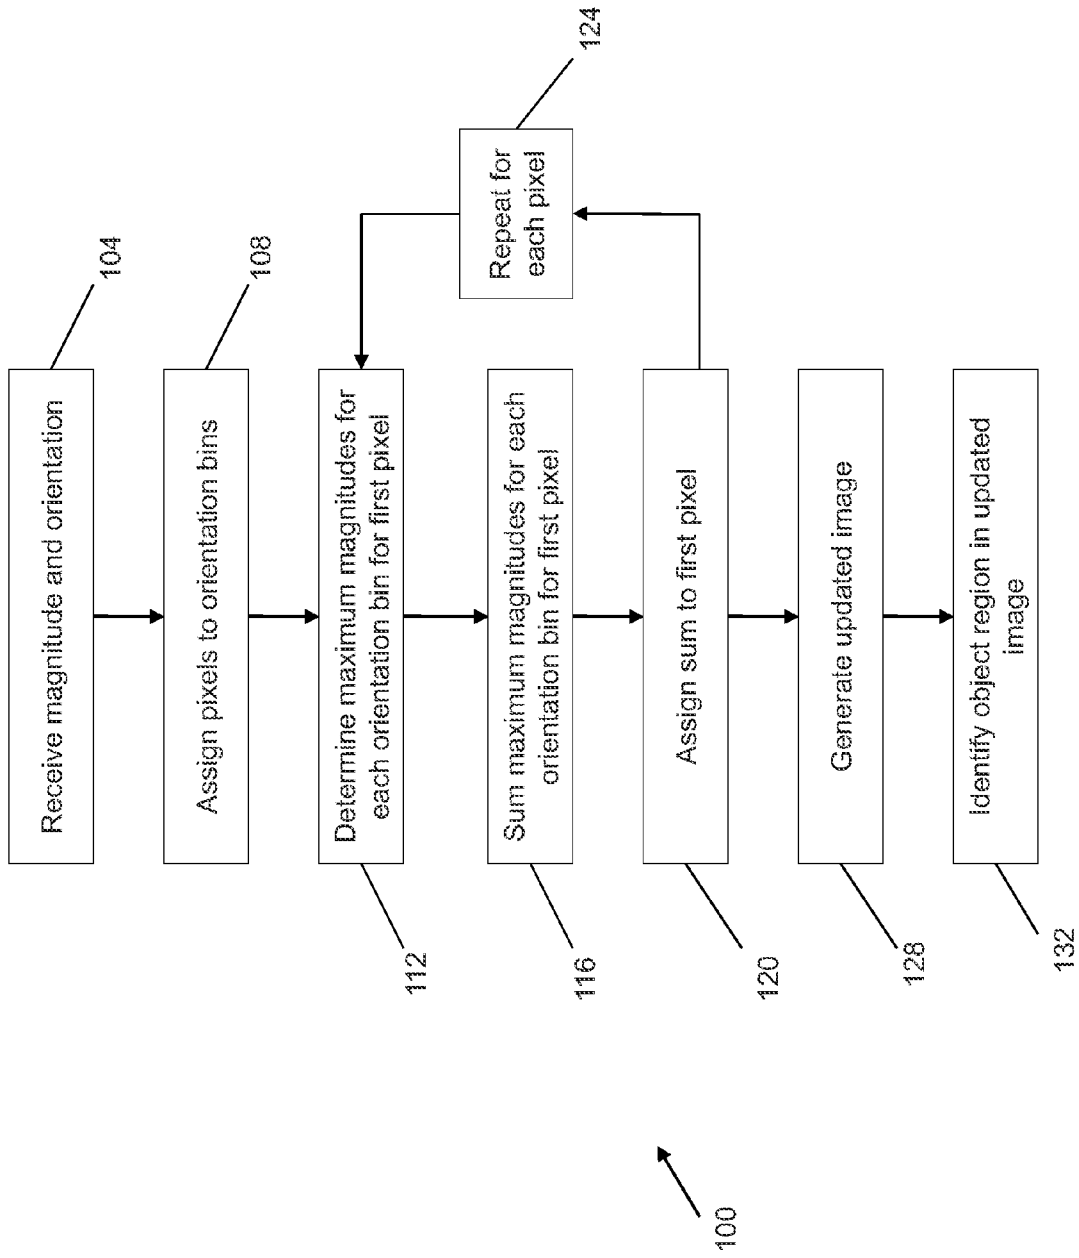 100
Receive magnitude and orientation
104
Assign pixels to orientation bins
108
Determine maximum magnitudes for
each orientation bin for first pixel
112
Sum maximum magnitudes for each
orientation bin for first pixel
116
Assign sum to first pixel
120
Repeat for
each pixel
124
Generate updated image
128
Identify object region in updated
image
132